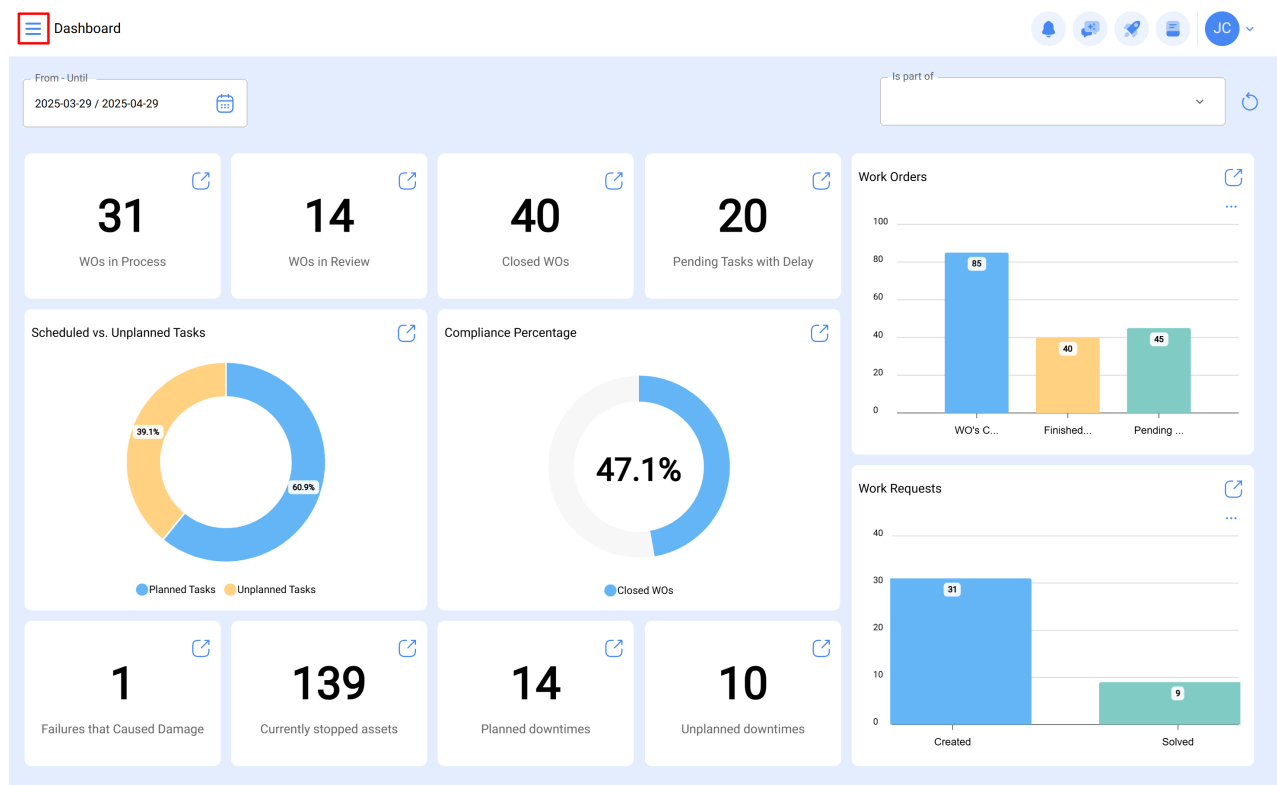 Dashboard
JC
From - Until
2025-03-29 / 2025-04-29
Is part of
31
WOs in Process
14
WOs in Review
40
Closed WOs
20
Pending Tasks with Delay
Work Orders
100
80
60
40
20
0
85
40
45
WO's C...
Finished...
Pending ...
Scheduled vs. Unplanned Tasks
39.1%
60.9%
Planned Tasks
Unplanned Tasks
Compliance Percentage
47.1%
Closed WOs
Work Requests
40
30
20
10
0
31
9
Created
Solved
1
Failures that Caused Damage
139
Currently stopped assets
14
Planned downtimes
10
Unplanned downtimes